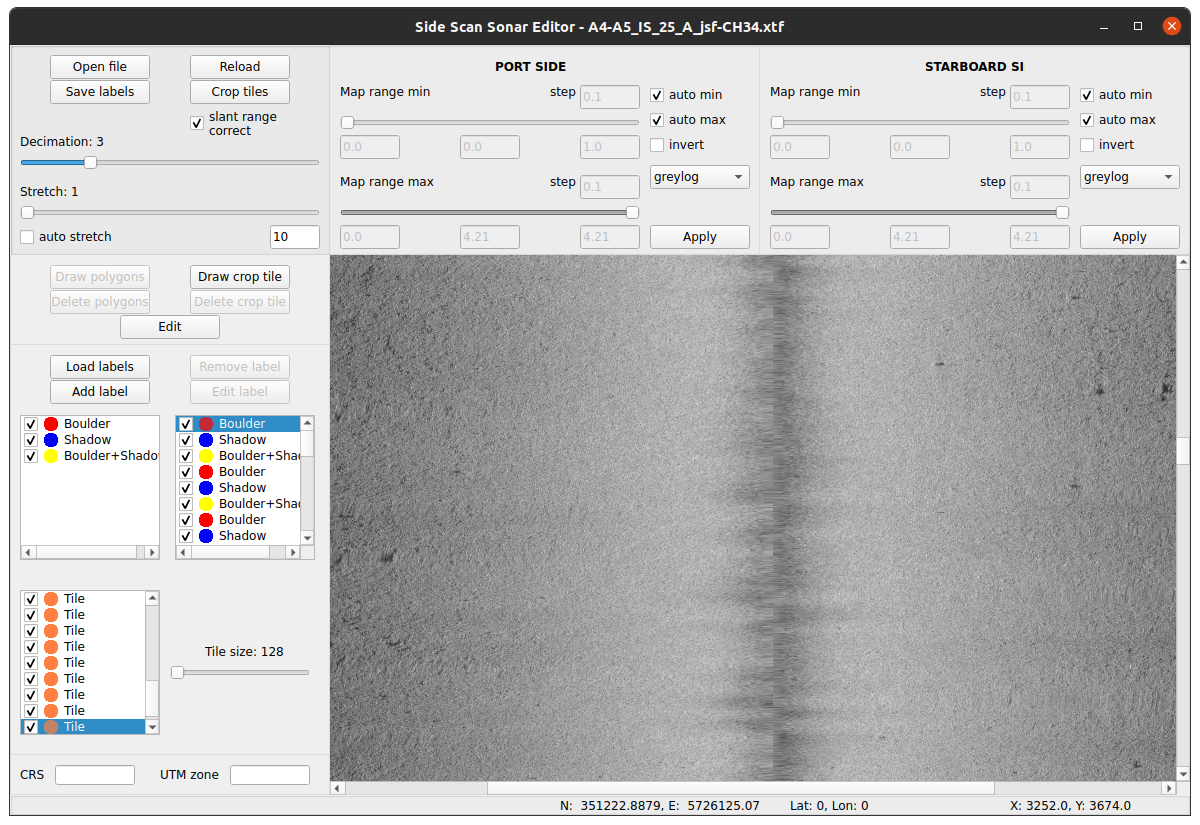 Side Scan Sonar Editor - A4-A5_IS_25_A_jsf-CH34.xtf
Open file
Reload
Save labels
Crop tiles
slant range
correct
Decimation: 3
Stretch: 1
auto stretch
10
PORT SIDE
Map range min
step
0.1
auto min
auto max
0.0
0.0
1.0
invert
Map range max
step
0.1
greylog
0.0
4.21
4.21
Apply
STARBOARD SI
Map range min
step
0.1
auto min
auto max
0.0
0.0
1.0
invert
Map range max
step
0.1
greylog
0.0
4.21
4.21
Apply
Draw polygons
Draw crop tile
Delete polygons
Delete crop tile
Edit
Load labels
Remove label
Add label
Edit label
Boulder
Shadow
Boulder+Shado
Boulder
Shadow
Boulder+Shad
Boulder
Shadow
Boulder+Shad
Boulder
Shadow
Tile
Tile
Tile
Tile
Tile
Tile
Tile
Tile
Tile
Tile size: 128
CRS
UTM zone
N: 351222.8879, E: 5726125.07
Lat: 0, Lon: 0
X: 3252.0, Y: 3674.0